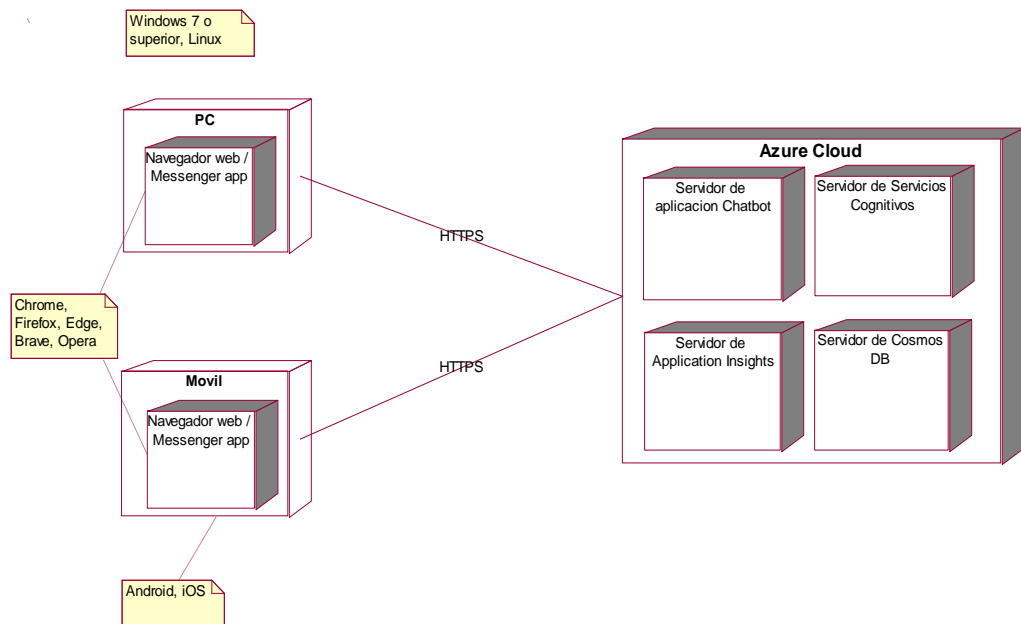 Windows 7 o
superior, Linux
PC
Navegador web /
Messenger app
HTTPS
Azure Cloud
Servidor de
aplicacion Chatbot
Servidor de Servicios
Cognitivos
Chrome,
Firefox, Edge,
Brave, Opera
Servidor de
Application Insights
Servidor de Cosmos
DB
HTTPS
Movil
Navegador web /
Messenger app
Android, iOS